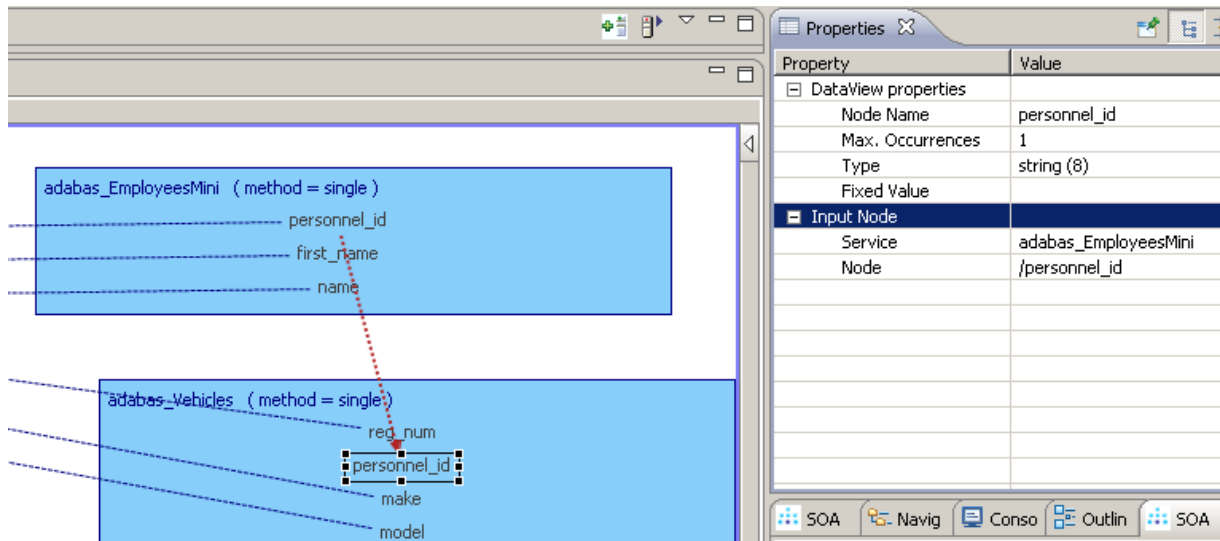 adabas_EmployeesMini ( method = single )
personnel_id
first_name
name
adabas_Vehicles ( method = single )
reg_num
personnel_id
make
model
Properties
Property Value
DataView properties
Node Name personnel_id
Max. Occurrences 1
Type string (8)
Fixed Value
Input Node
Service adabas_EmployeesMini
Node /personnel_id
SOA Navig Conso Outlin SOA